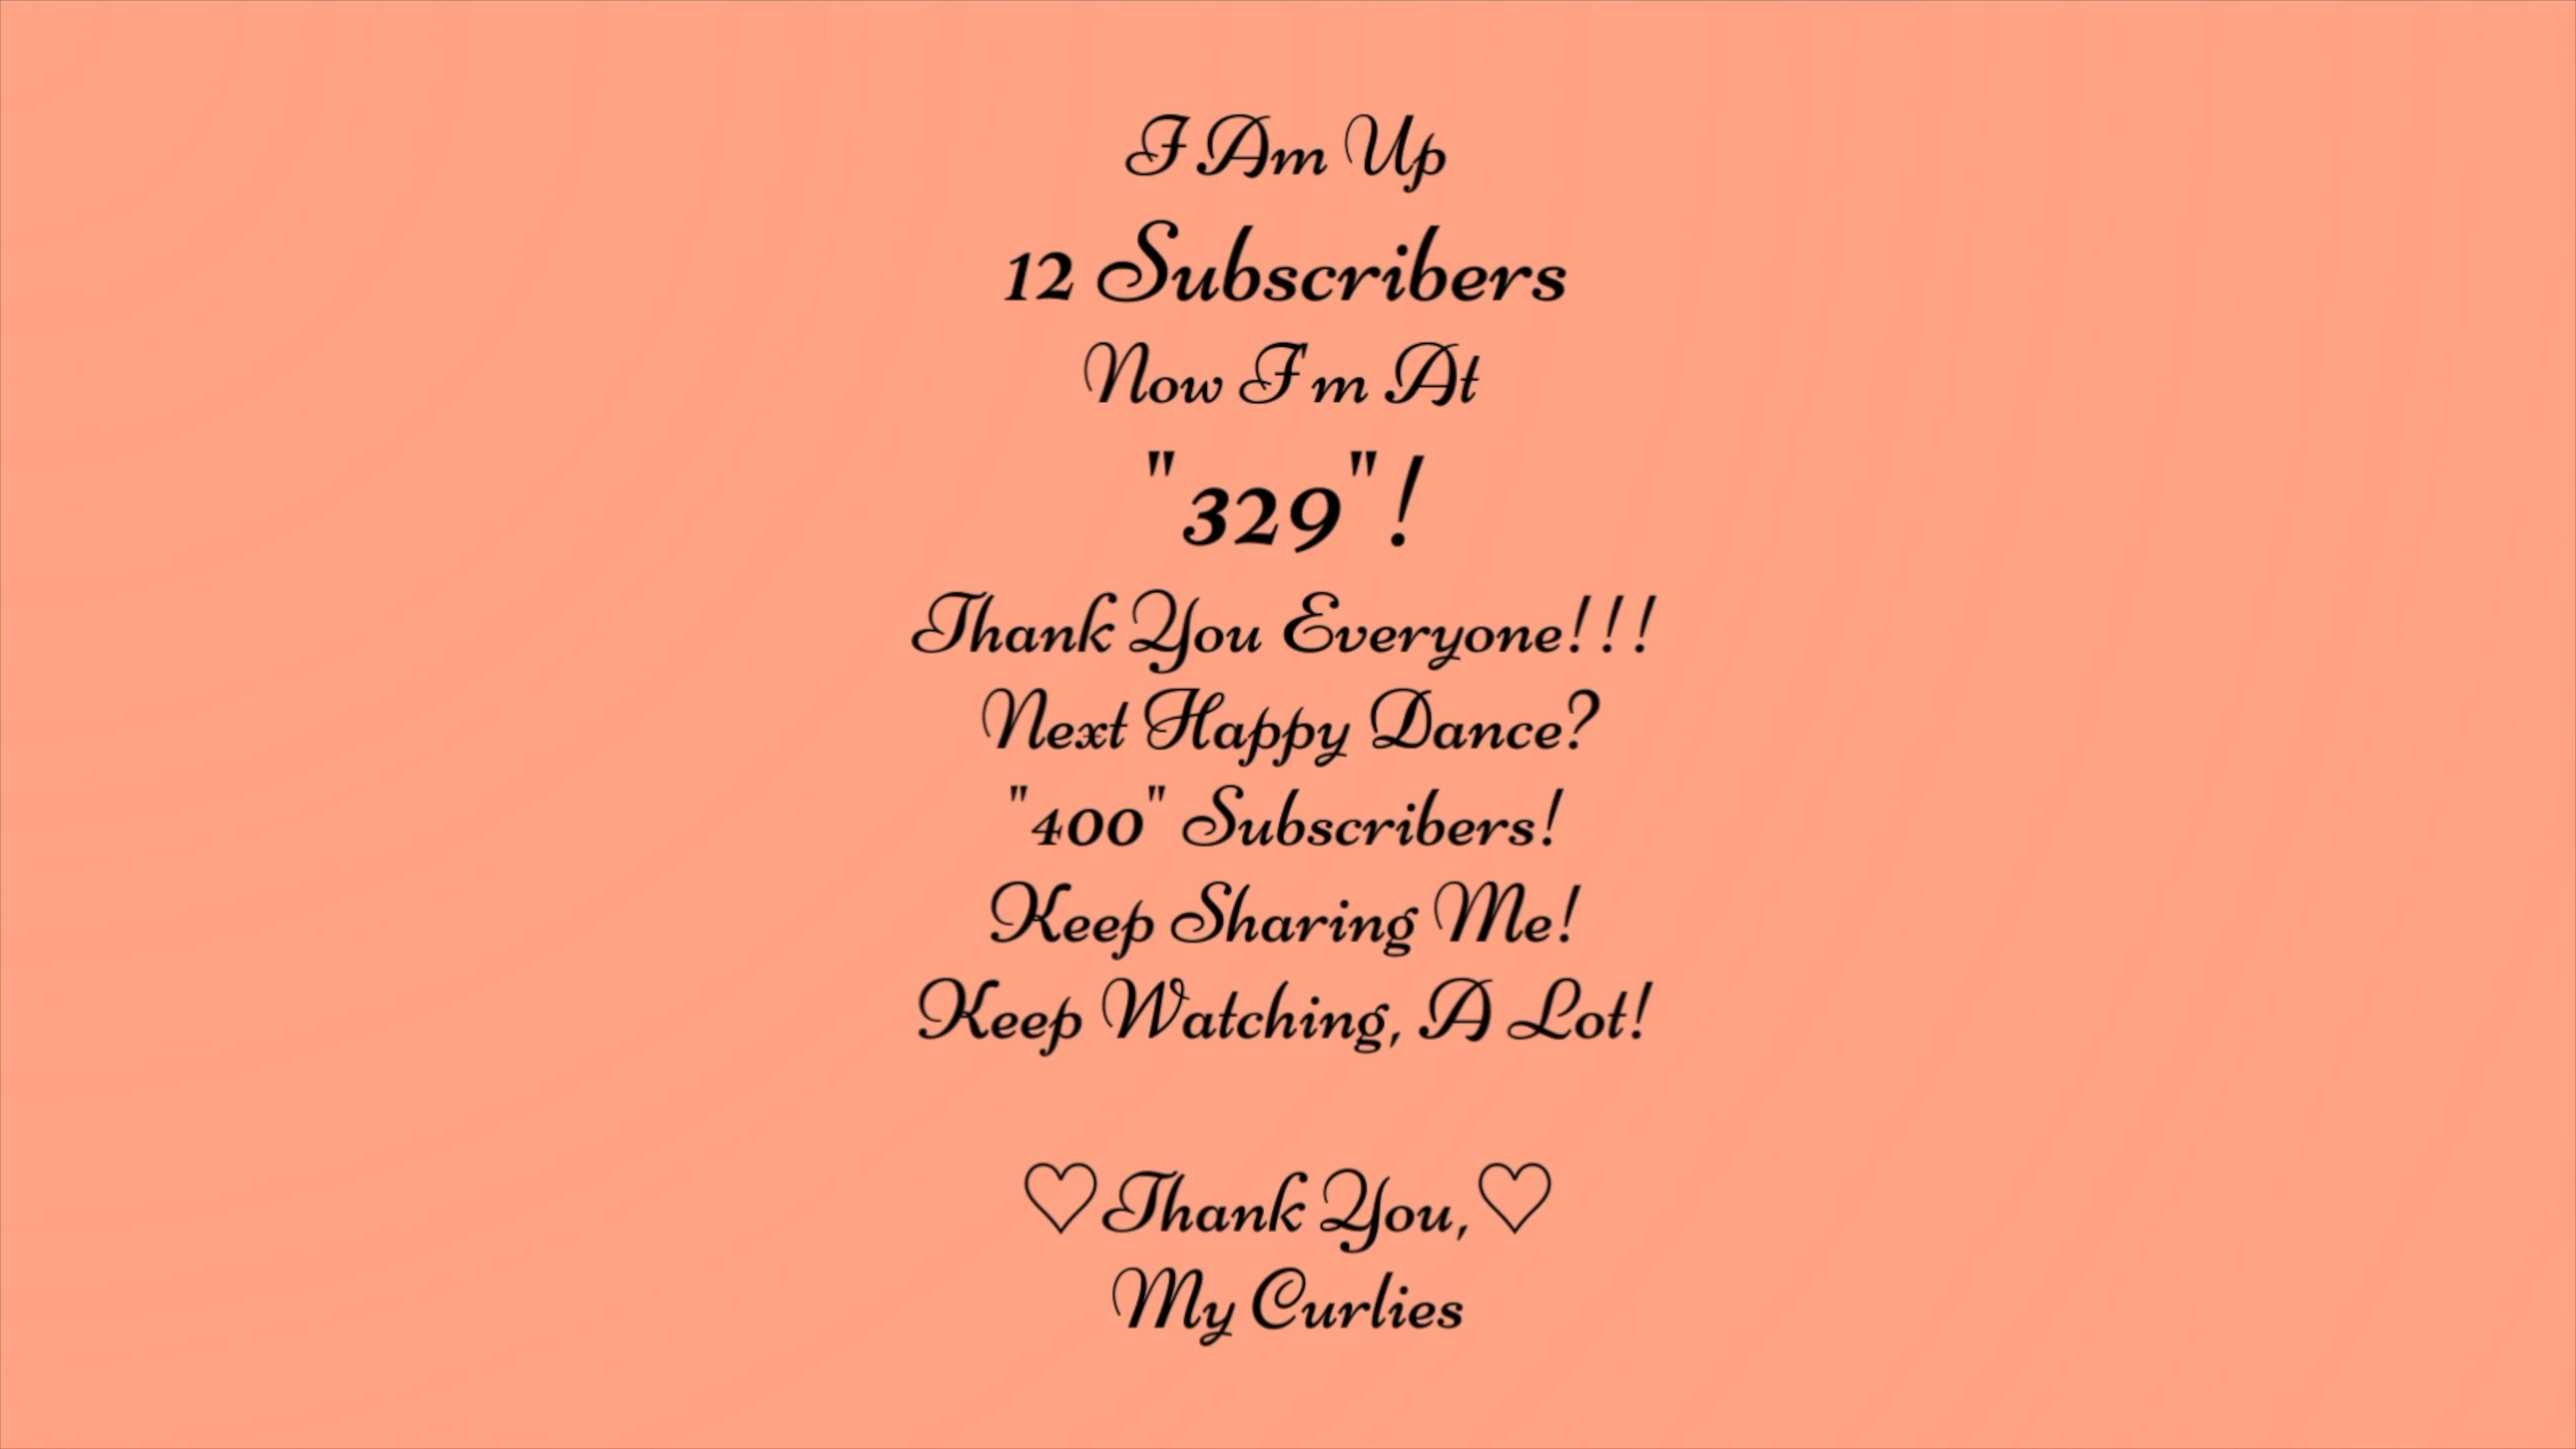 I Am Up
12 Subscribers
Now I'm At
"329"!
Thank You Everyone!!!
Next Happy Dance?
"400" Subscribers!
Keep Sharing Me!
Keep Watching, A Lot!
♡Thank You,♡
My Curlies